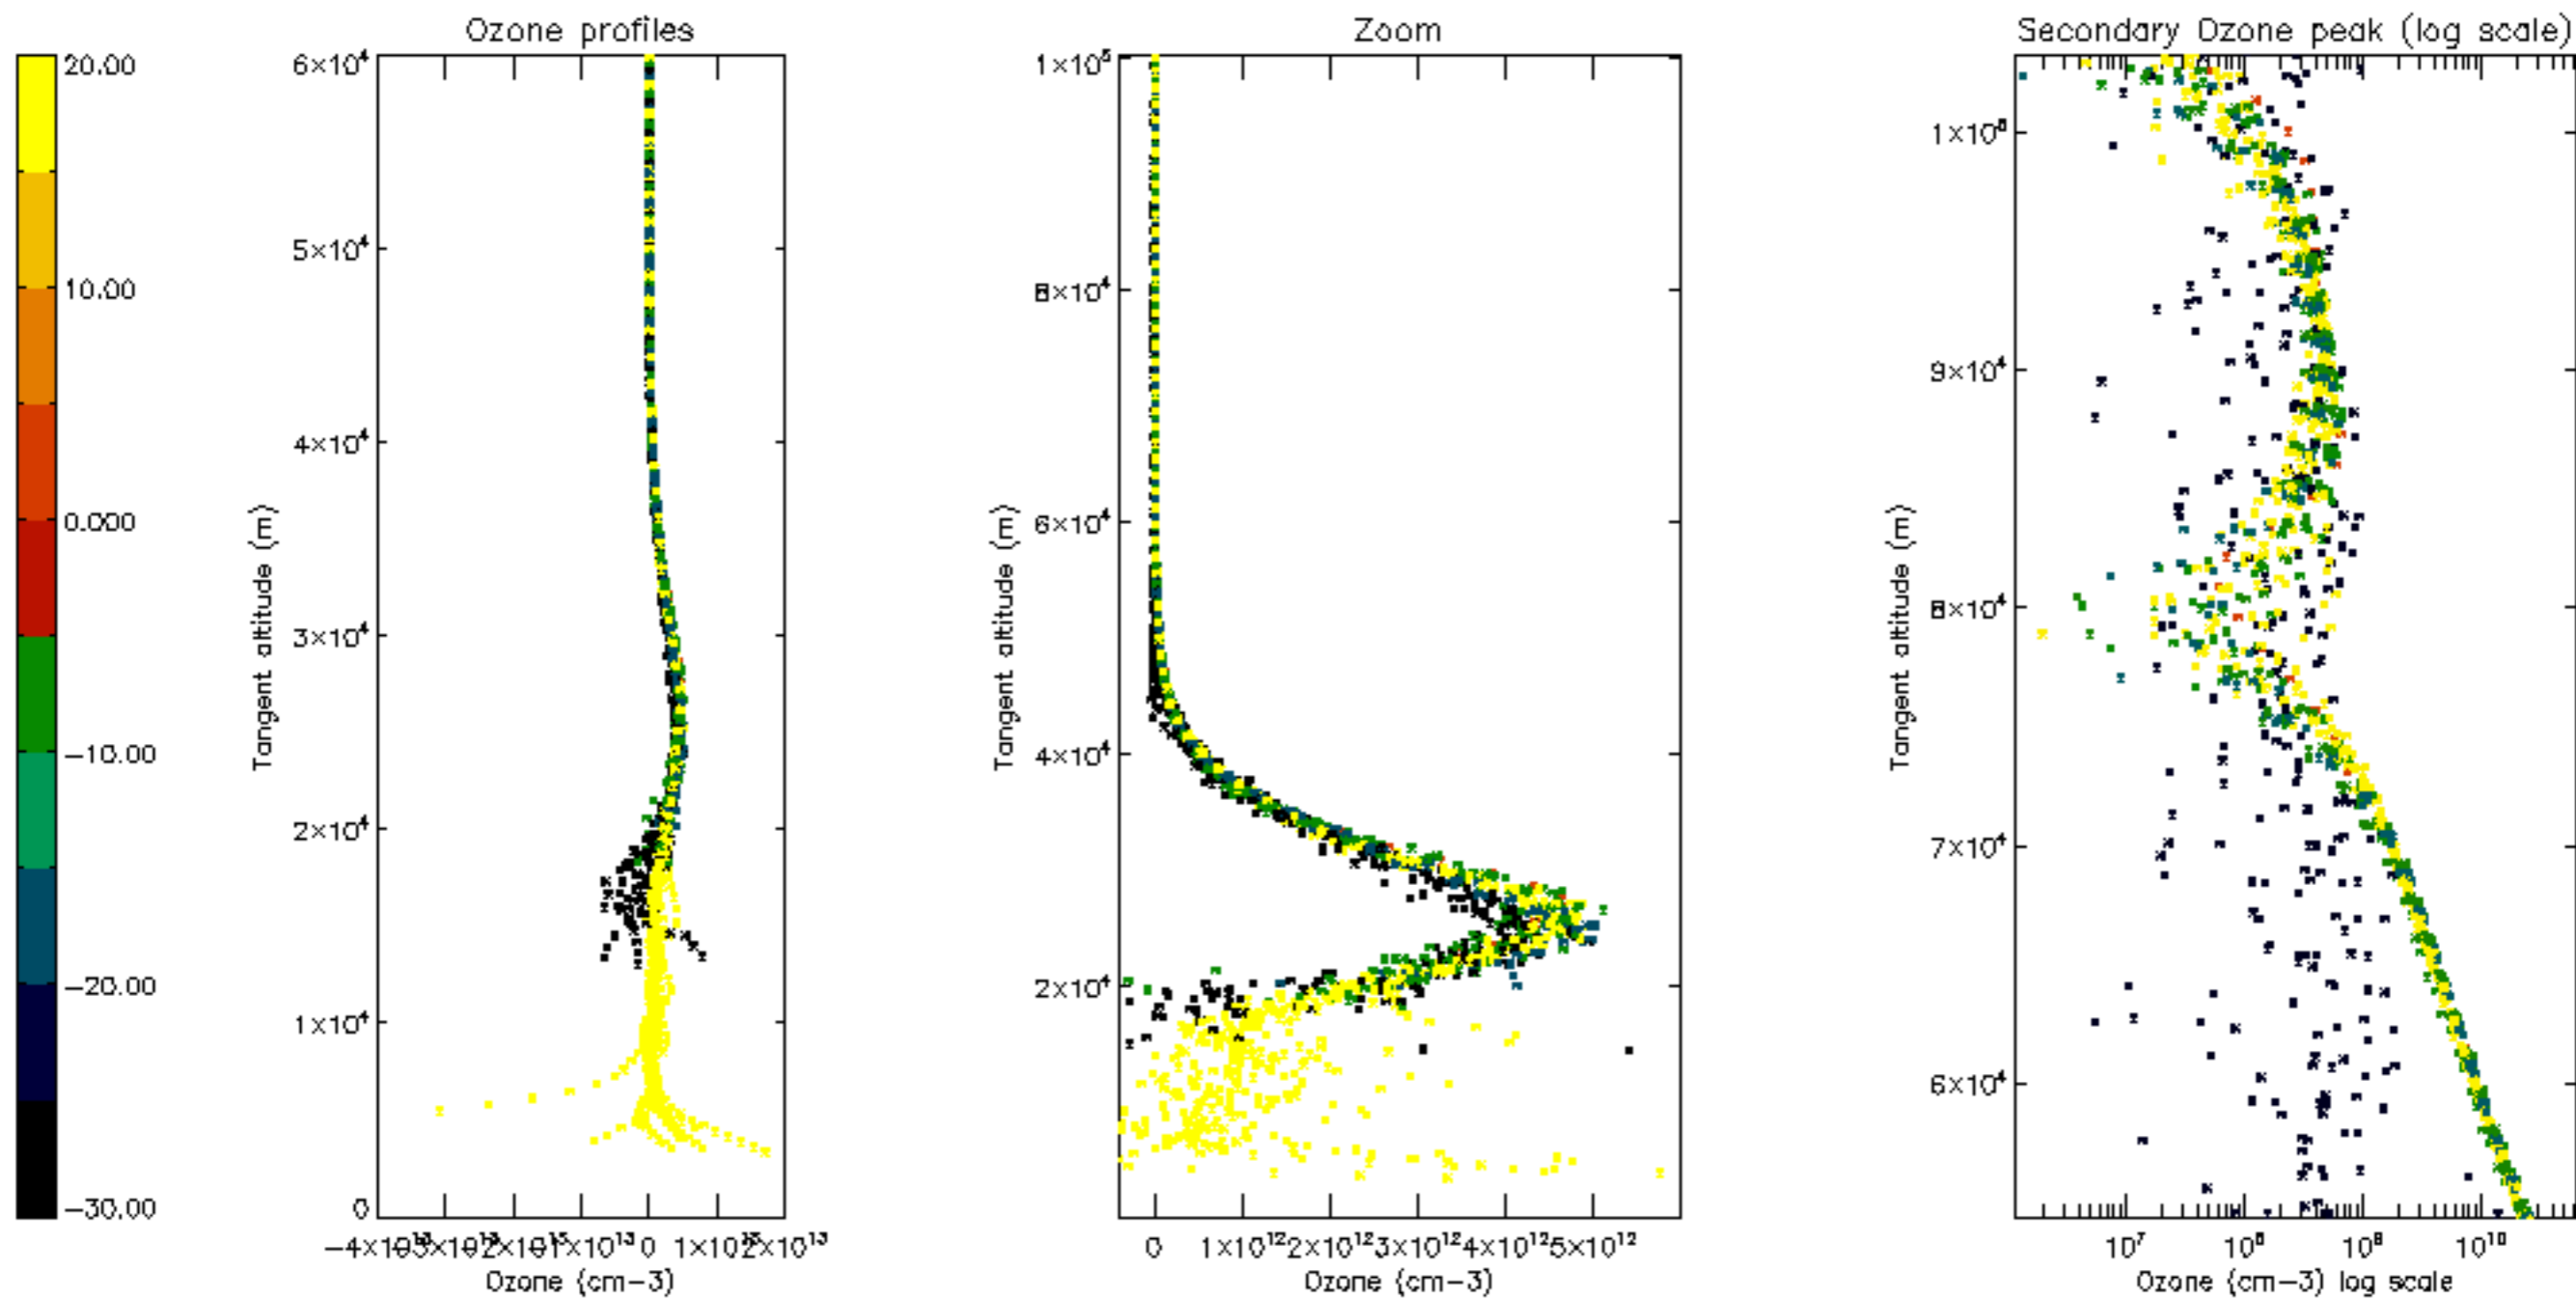 Ozone profiles
Zoom
Secondary Ozone peak (log scale)
20.00
10.00
0.000
-10.00
-20.00
-30.00
6×10⁴
5×10⁴
4×10⁴
3×10⁴
2×10⁴
1×10⁴
0
Tangent altitude (m)
0
1×10¹³
2×10¹³
Ozone (cm-3)
1×10⁵
8×10⁴
6×10⁴
4×10⁴
2×10⁴
Tangent altitude (m)
0 1×10¹² 2×10¹² 3×10¹² 4×10¹² 5×10¹²
Ozone (cm-3)
9×10⁴
8×10⁴
7×10⁴
6×10⁴
Tangent altitude (m)
10⁷ 10⁸ 10⁹ 10¹⁰
Ozone (cm-3) log scale